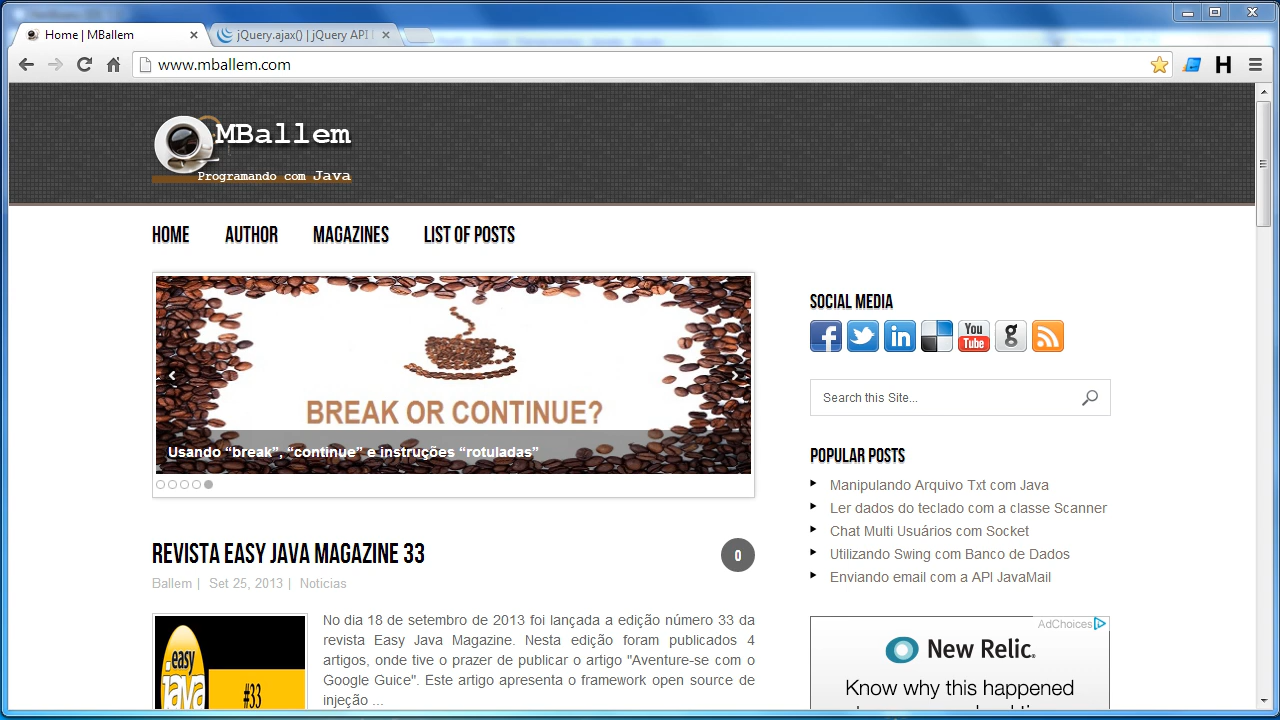 Home | MBallem
jQuery.ajax() | jQuery API
www.mballem.com
H
MBallem
Programando com Java
HOME
AUTHOR
MAGAZINES
LIST OF POSTS
BREAK OR CONTINUE?
Usando “break”, “continue” e instruções “rotuladas”
REVISTA EASY JAVA MAGAZINE 33
0
Ballem | Set 25, 2013 | Noticias
easy
java
#33
No dia 18 de setembro de 2013 foi lançada a edição número 33 da
revista Easy Java Magazine. Nesta edição foram publicados 4
artigos, onde tive o prazer de publicar o artigo "Aventure-se com o
Google Guice". Este artigo apresenta o framework open source de
injeção ...
SOCIAL MEDIA
f
in
You
Tube
g
Search this Site...
POPULAR POSTS
Manipulando Arquivo Txt com Java
Ler dados do teclado com a classe Scanner
Chat Multi Usuários com Socket
Utilizando Swing com Banco de Dados
Enviando email com a API JavaMail
AdChoices
New Relic.
Know why this happened